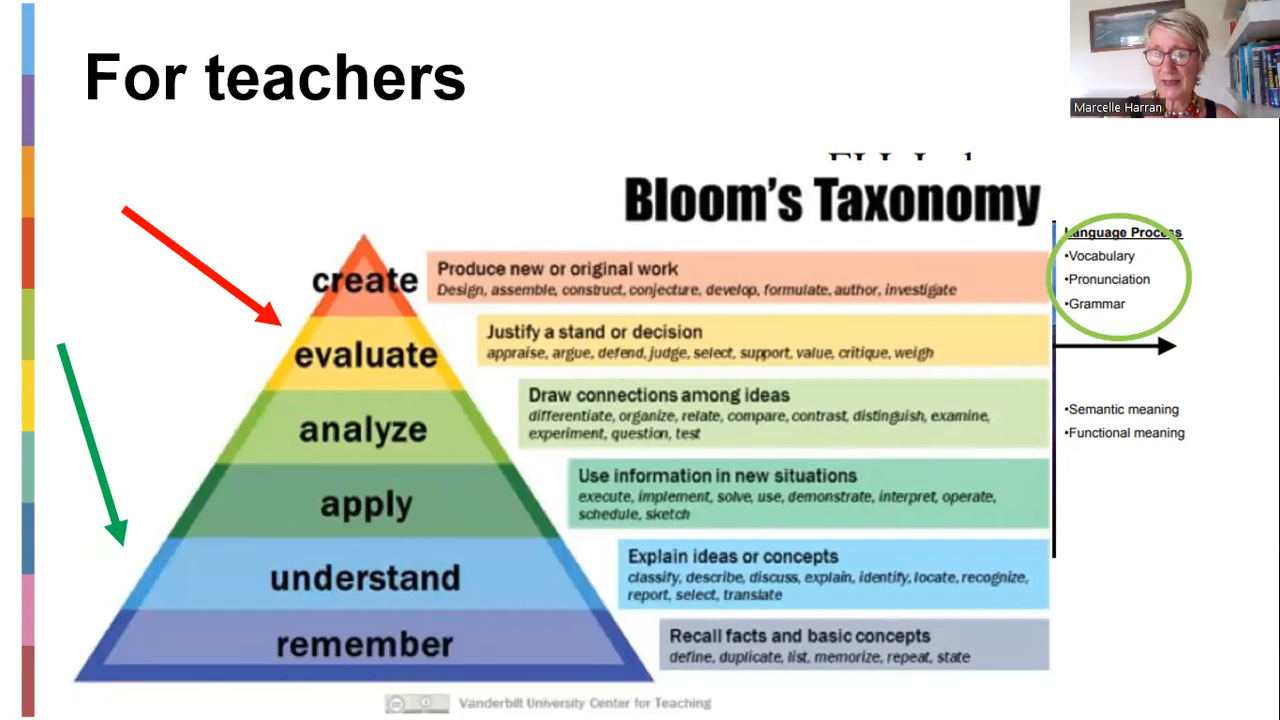 For teachers
Marcelle Harran
Bloom's Taxonomy
create
Produce new or original work
Design, assemble, construct, conjecture, develop, formulate, author, investigate
evaluate
Justify a stand or decision
appraise, argue, defend, judge, select, support, value, critique, weigh
analyze
Draw connections among ideas
differentiate, organize, relate, compare, contrast, distinguish, examine,
experiment, question, test
apply
Use information in new situations
execute, implement, solve, use, demonstrate, interpret, operate,
schedule, sketch
understand
Explain ideas or concepts
classify, describe, discuss, explain, identify, locate, recognize,
report, select, translate
remember
Recall facts and basic concepts
define, duplicate, list, memorize, repeat, state
Vanderbilt University Center for Teaching
Language Process
•Vocabulary
•Pronunciation
•Grammar
•Semantic meaning
•Functional meaning